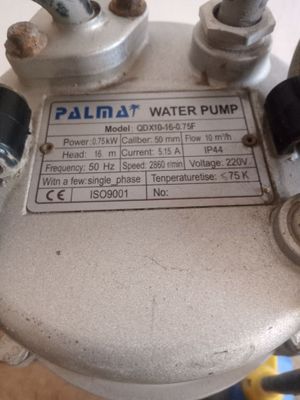 PALMAT WATER PUMP
Model: QDX10-16-0.75F
Power: 0.75kW Caliber: 50 mm Flow 10 m³/h
Head: 16 m Current: 5.15 A IP44
Frequency: 50 Hz Speed: 2860 r/min Voltage: 220V
With a few: single_phase Tenperaturetise: ≤75 K
CE ISO9001 No: